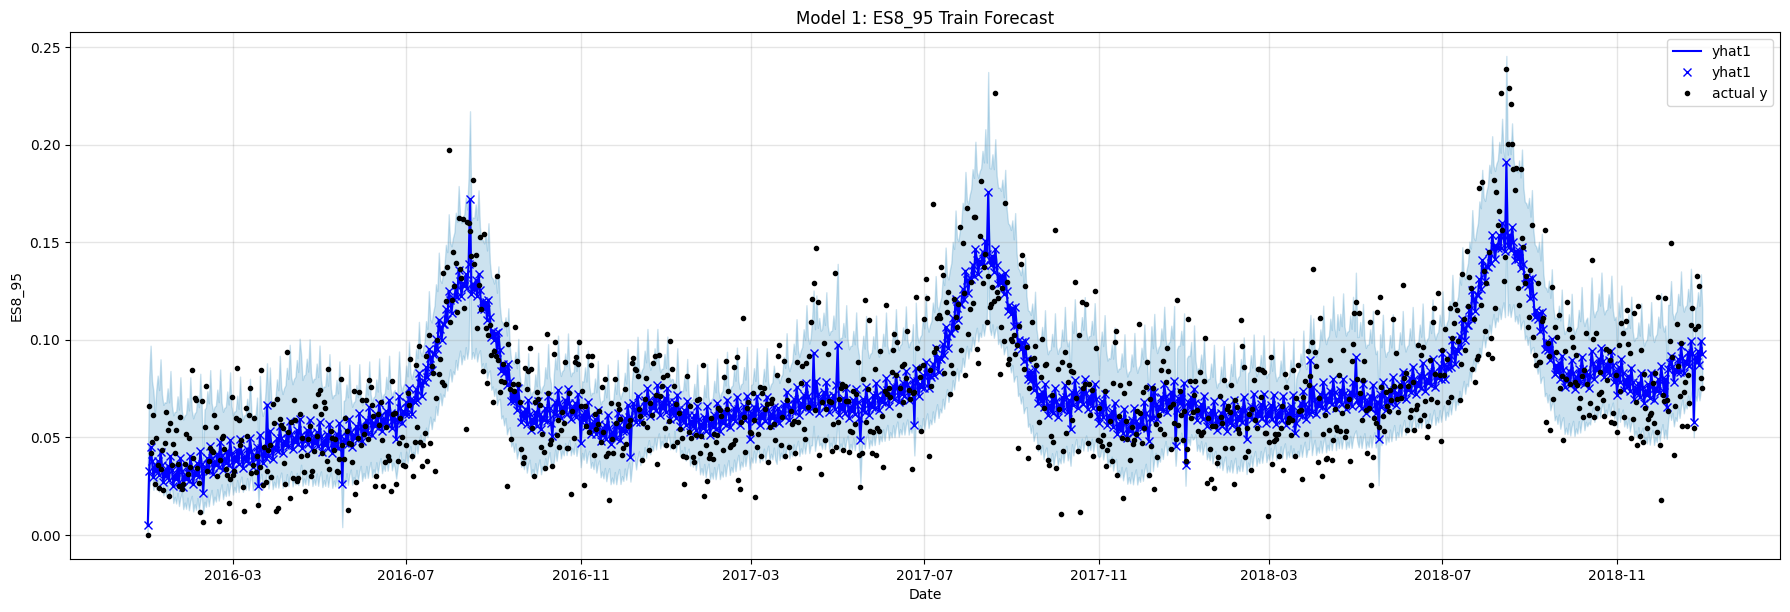 Model 1: ES8_95 Train Forecast
yhat1
yhat1
actual y
ES8_95
0.25
0.20
0.15
0.10
0.05
0.00
2016-03 2016-07 2016-11 2017-03 2017-07 2017-11 2018-03 2018-07 2018-11
Date